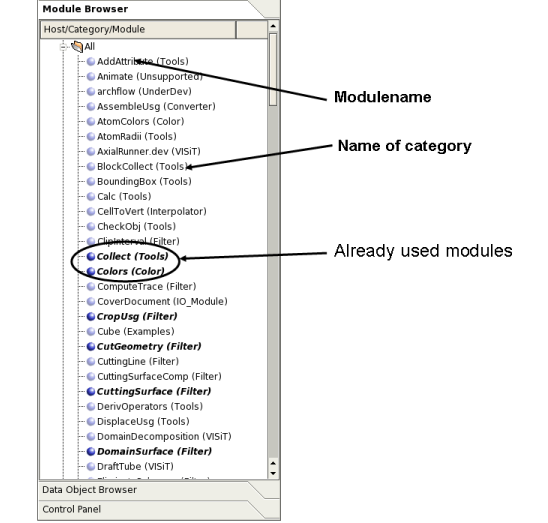 Module Browser
Host/Category/Module
All
AddAttribute (Tools)
Animate (Unsupported)
archflow (UnderDev)
AssembleUsg (Converter)
AtomColors (Color)
AtomRadii (Tools)
AxialRunner.dev (VISiT)
BlockCollect (Tools)
BoundingBox (Tools)
Calc (Tools)
CellToVert (Interpolator)
CheckObj (Tools)
ClipInterval (Filter)
Collect (Tools)
Colors (Color)
ComputeTrace (Filter)
CoverDocument (IO_Module)
CropUsg (Filter)
Cube (Examples)
CutGeometry (Filter)
CuttingLine (Filter)
CuttingSurfaceComp (Filter)
CuttingSurface (Filter)
DerivOperators (Tools)
DisplaceUsg (Tools)
DomainDecomposition (VISiT)
DomainSurface (Filter)
DraftTube (VISiT)
Data Object Browser
Control Panel
Modulename
Name of category
Already used modules